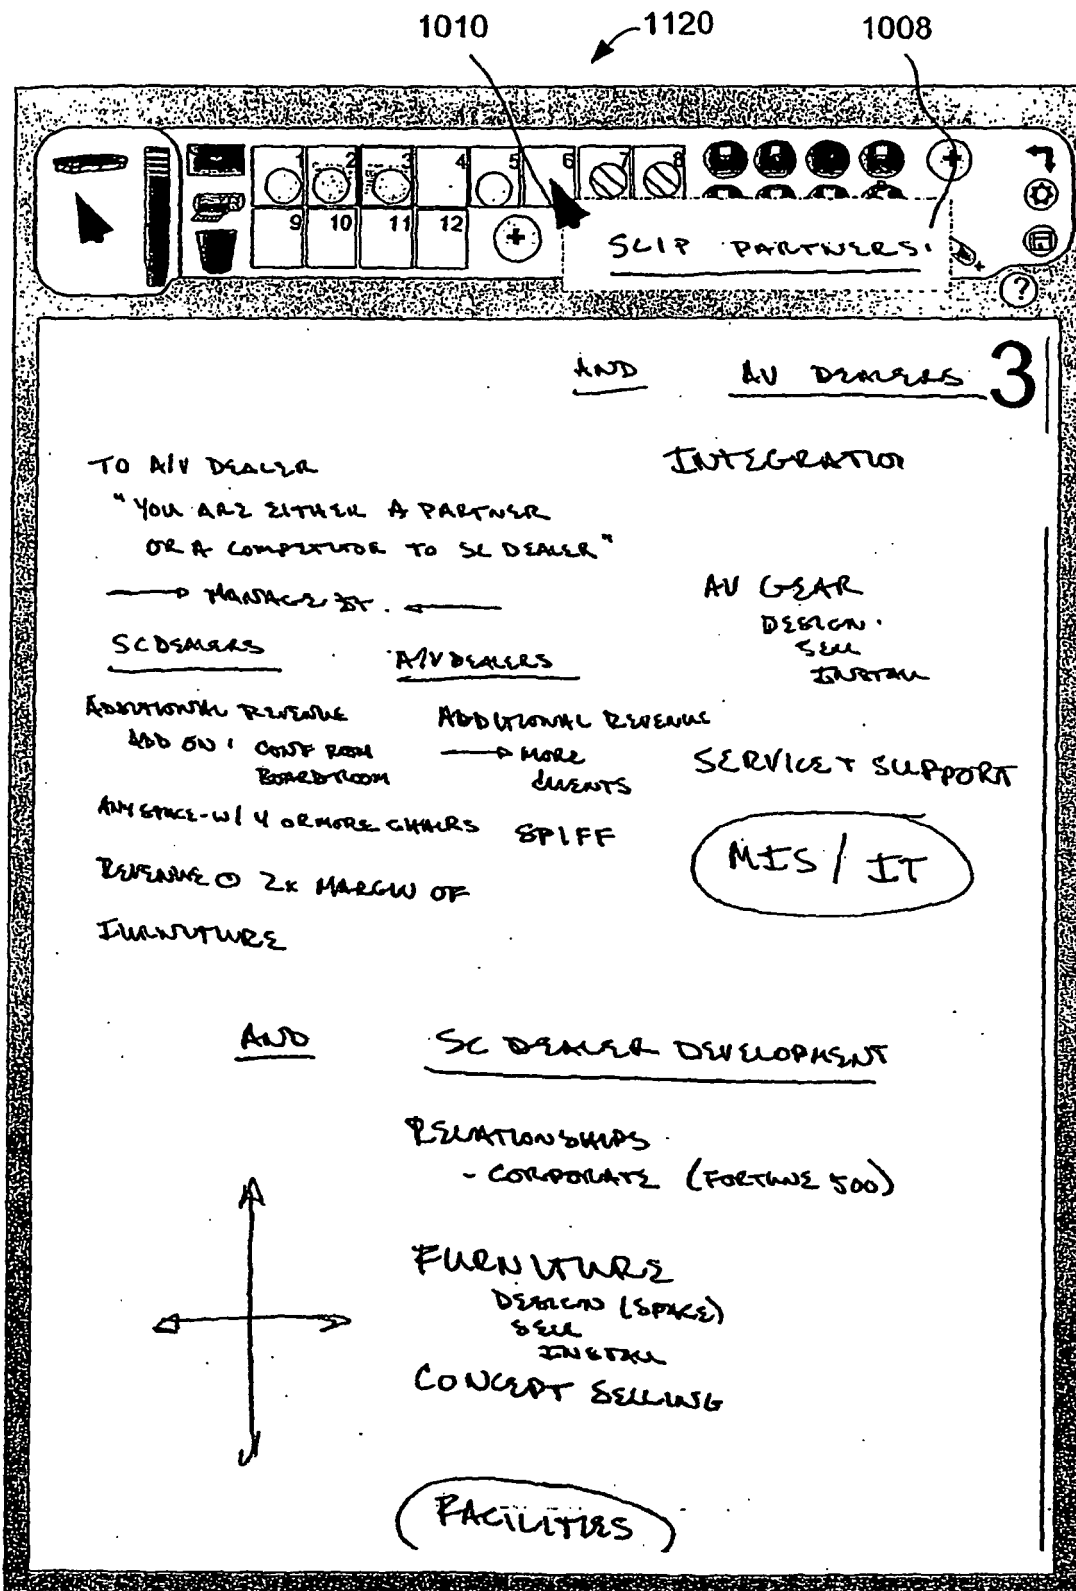 1010 1120 1008
1 2 3 4 5 6 7 8
9 10 11 12
SLIP PARTNERS.
?
AND AV DEALERS 3
TO A/V DEALER INTEGRATION
"YOU ARE EITHER A PARTNER
OR A COMPETITOR TO SC DEALER"
MANAGE IT.
AV GEAR
DESIGN.
SELL
INSTALL
SC DEALERS A/V DEALERS
ADDITIONAL REVENUE ADDITIONAL REVENUE
ADD ON: CONF ROOM MORE
BOARDROOM CLIENTS
SERVICE + SUPPORT
ANY SPACE - W/ 4 OR MORE CHAIRS SPIFF
MIS / IT
REVENUE @ 2X MARGIN OF
FURNITURE
AND SC DEALER DEVELOPMENT
RELATIONSHIPS
- CORPORATE (FORTUNE 500)
FURNITURE
DESIGN (SPACE)
SELL
INSTALL
CONCEPT SELLING
FACILITIES